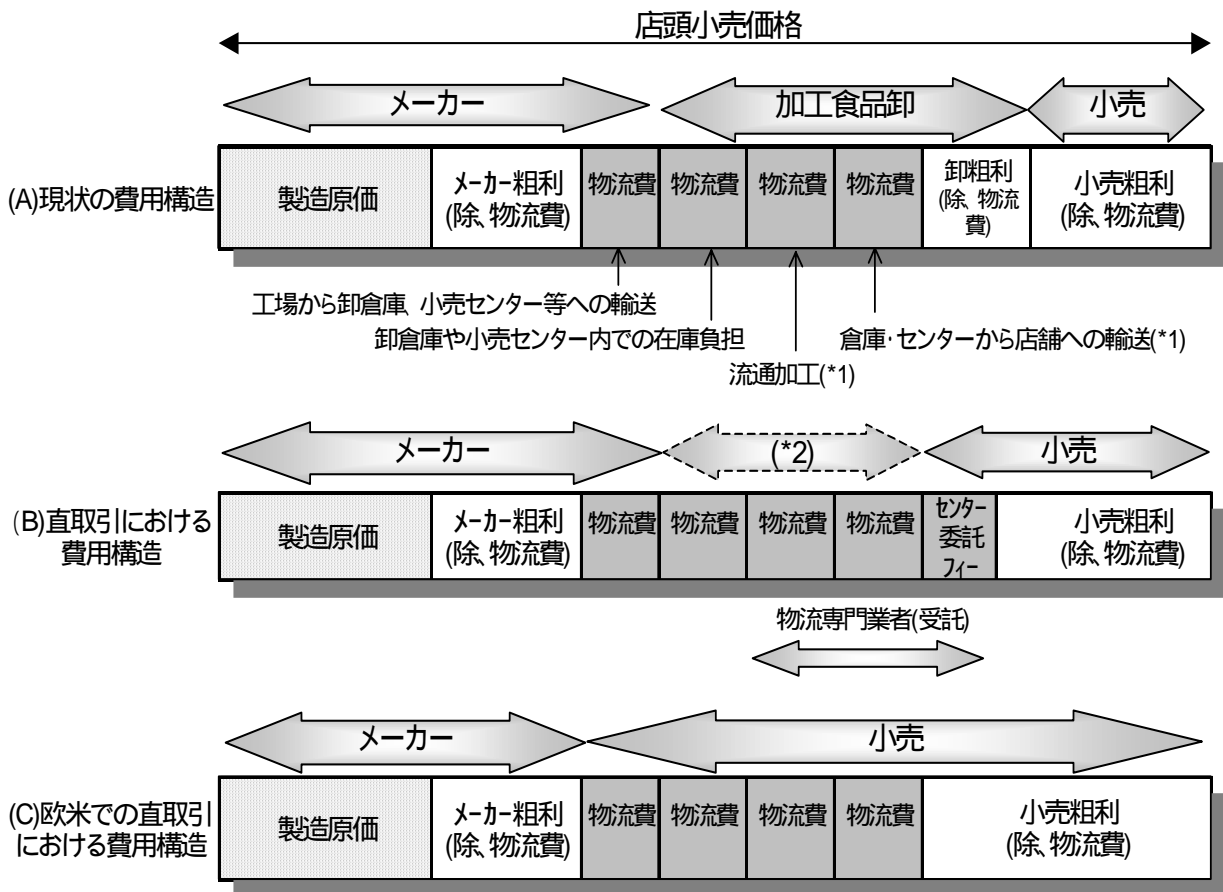 店頭小売価格
メーカー
加工食品卸
小売
(A)現状の費用構造
製造原価
メーカー粗利
(除、物流費)
物流費
物流費
物流費
物流費
卸粗利
(除、物流
費)
小売粗利
(除、物流費)
工場から卸倉庫、小売センター等への輸送
卸倉庫や小売センター内での在庫負担
倉庫・センターから店舗への輸送(*1)
流通加工(*1)
メーカー
(*2)
小売
(B)直取引における
費用構造
製造原価
メーカー粗利
(除、物流費)
物流費
物流費
物流費
物流費
センター
委託
フィー
小売粗利
(除、物流費)
物流専門業者(受託)
メーカー
小売
(C)欧米での直取引
における費用構造
製造原価
メーカー粗利
(除、物流費)
物流費
物流費
物流費
物流費
小売粗利
(除、物流費)